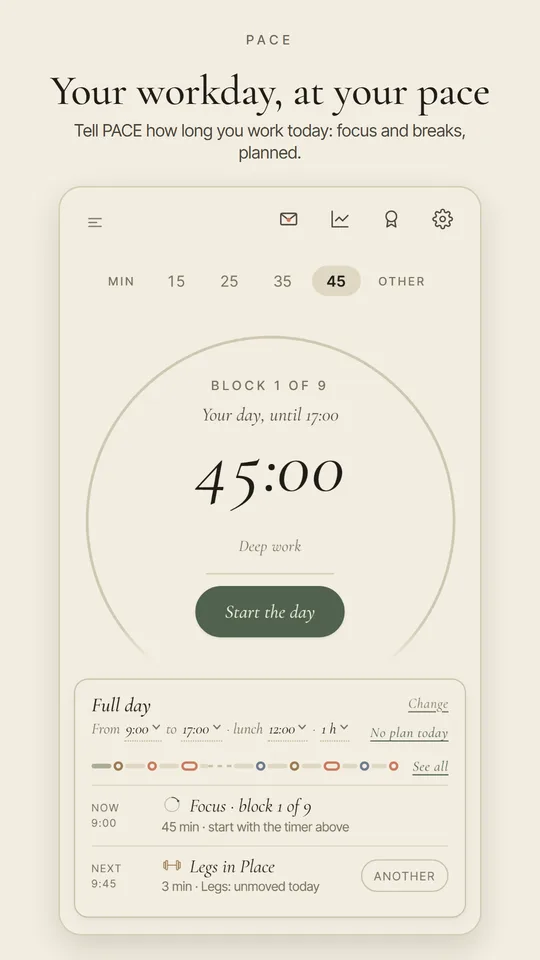 PACE
Your workday, at your pace
Tell PACE how long you work today: focus and breaks,
planned.
MIN 15 25 35 45 OTHER
BLOCK 1 OF 9
Your day, until 17:00
45:00
Deep work
Start the day
Full day
Change
From 9:00 to 17:00 · lunch 12:00 · 1 h
No plan today
See all
NOW
9:00
Focus · block 1 of 9
45 min · start with the timer above
NEXT
9:45
Legs in Place
3 min · Legs: unmoved today
ANOTHER